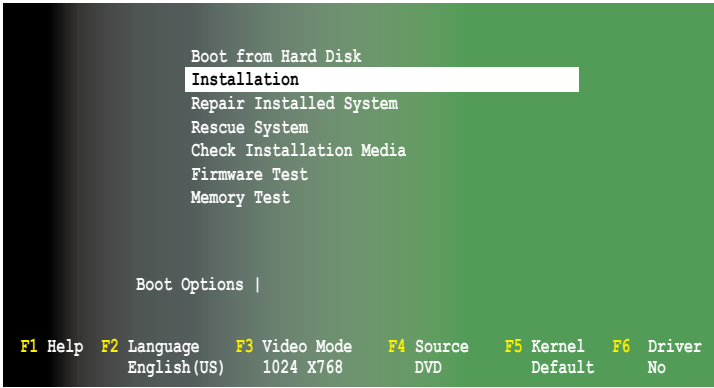 Boot from Hard Disk
Installation
Repair Installed System
Rescue System
Check Installation Media
Firmware Test
Memory Test
Boot Options |
F1 Help F2 Language F3 Video Mode F4 Source F5 Kernel F6 Driver
English(US) 1024 X768 DVD Default No